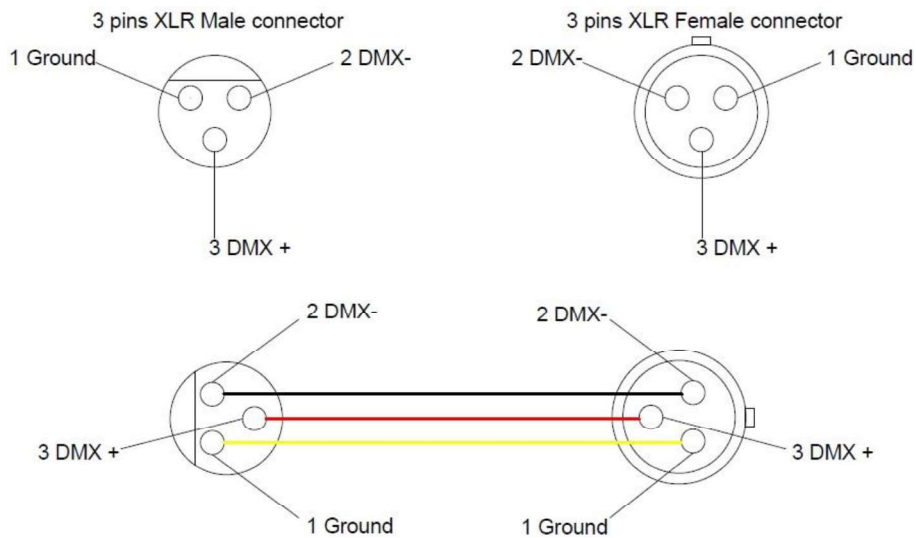 3 pins XLR Male connector
3 pins XLR Female connector
1 Ground
2 DMX-
2 DMX-
1 Ground
3 DMX +
3 DMX +
2 DMX-
2 DMX-
3 DMX +
3 DMX +
1 Ground
1 Ground